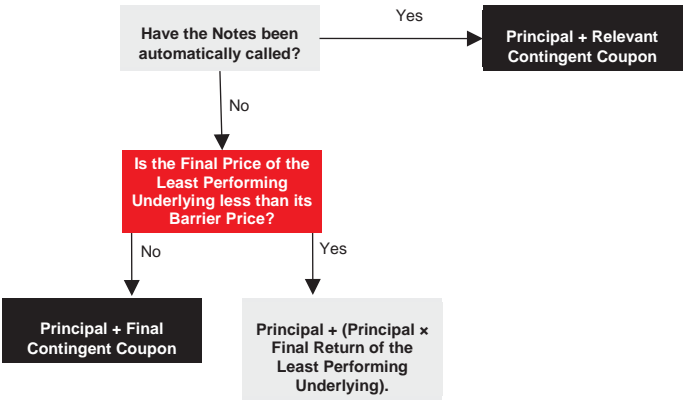 Yes
Have the Notes been
automatically called?
Principal + Relevant
Contingent Coupon
No
Is the Final Price of the
Least Performing
Underlying less than its
Barrier Price?
No
Yes
Principal + Final
Contingent Coupon
Principal + (Principal ×
Final Return of the
Least Performing
Underlying).